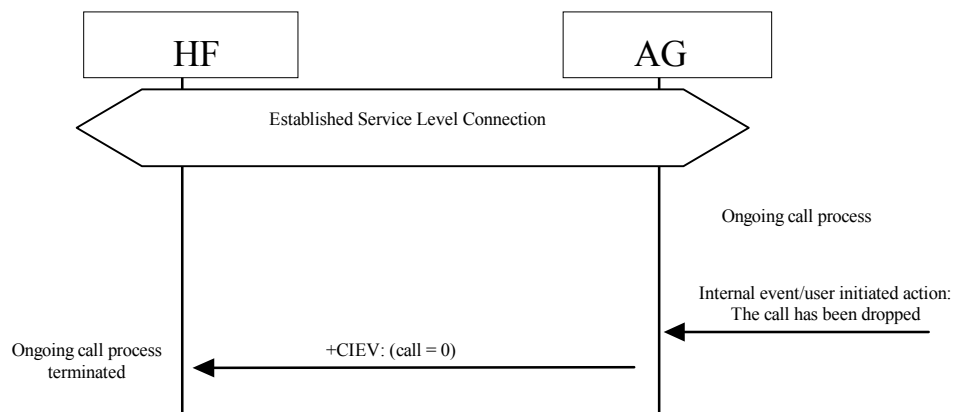 HF
AG
Established Service Level Connection
Ongoing call process
Internal event/user initiated action:
The call has been dropped
+CIEV: (call = 0)
Ongoing call process
terminated